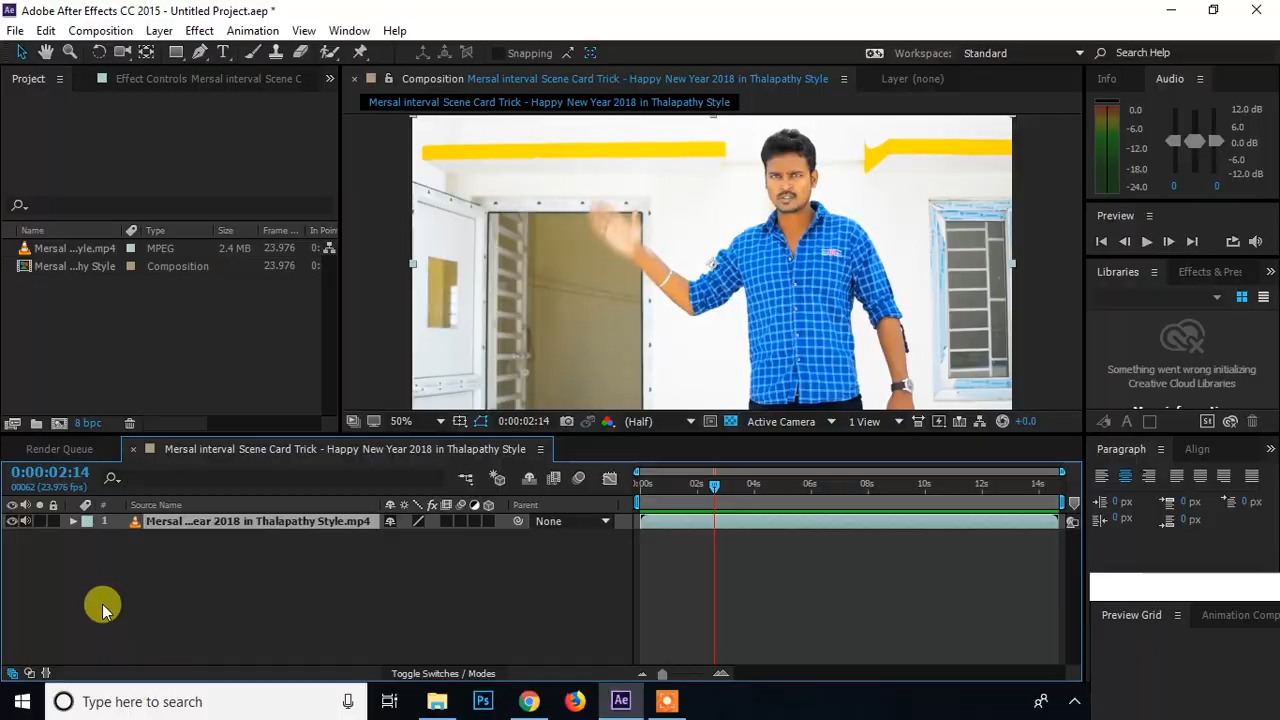 Adobe After Effects CC 2015 - Untitled Project.aep *
File Edit Composition Layer Effect Animation View Window Help
Snapping
Workspace: Standard
Search Help
Project
Effect Controls Mersal interval Scene C
Composition Mersal interval Scene Card Trick - Happy New Year 2018 in Thalapathy Style
Layer (none)
Info
Audio
Mersal interval Scene Card Trick - Happy New Year 2018 in Thalapathy Style
0.0
-6.0
-12.0
-18.0
-24.0
12.0 dB
6.0
0.0 dB
-6.0
-12.0 dB
0
0
Preview
Name Type Size Frame ... In Point
Mersal ...yle.mp4 MPEG 2.4 MB 23.976 0:
Mersal ...hy Style Composition 23.976 0:
Libraries
Effects & Pres
Something went wrong initializing
Creative Cloud Libraries
8 bpc
50%
0:00:02:14
(Half)
Active Camera
1 View
+0.0
Render Queue
Mersal interval Scene Card Trick - Happy New Year 2018 in Thalapathy Style
0:00:02:14
00062 (23.976 fps)
# Source Name
Parent
1 Mersal ...ear 2018 in Thalapathy Style.mp4
None
:00s 02s 04s 06s 08s 10s 12s 14s
Paragraph
Align
0 px 0 px 0 px
0 px 0 px
Preview Grid
Animation Comp
Toggle Switches / Modes
Type here to search
Ps
Ae